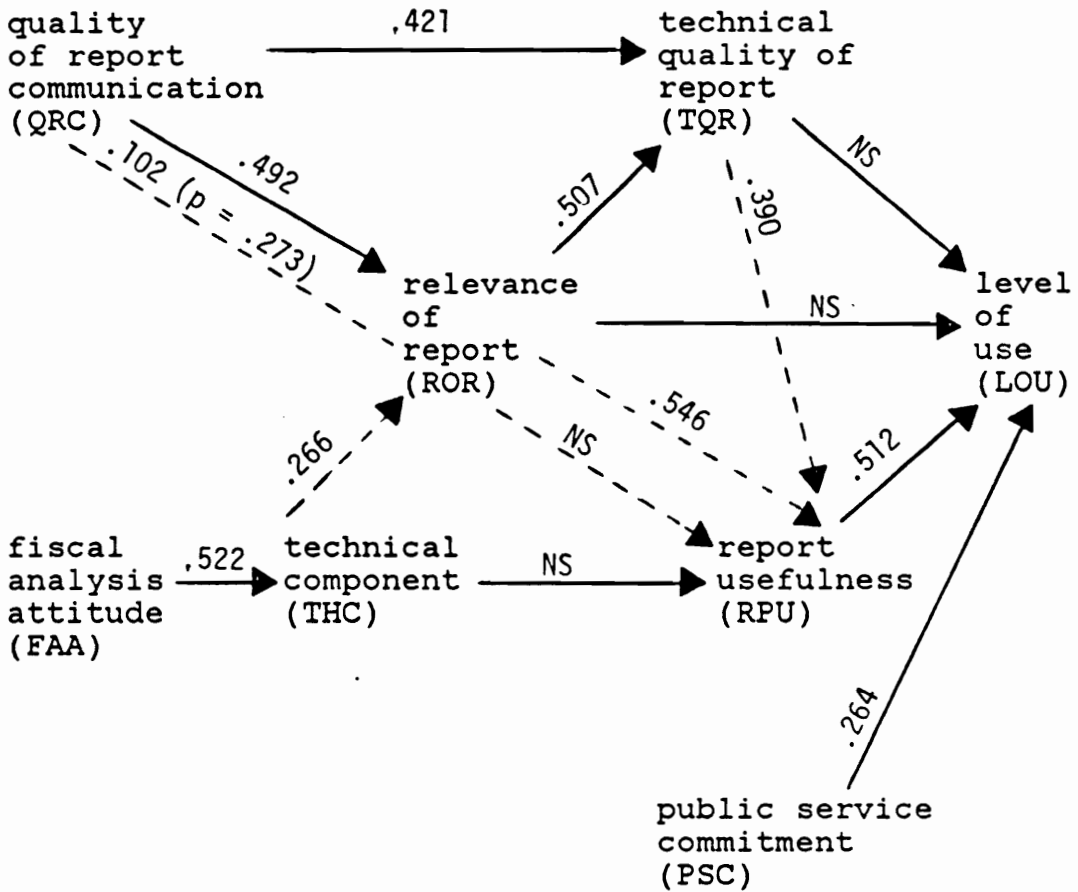 quality
of report
communication
(QRC)
.421
technical
quality of
report
(TQR)
.102 (p = .273)
.492
.507
.390
NS
relevance
of
report
(ROR)
NS
level
of
use
(LOU)
.266
NS
.546
.512
fiscal
analysis
attitude
(FAA)
.522
technical
component
(THC)
NS
report
usefulness
(RPU)
.264
public service
commitment
(PSC)